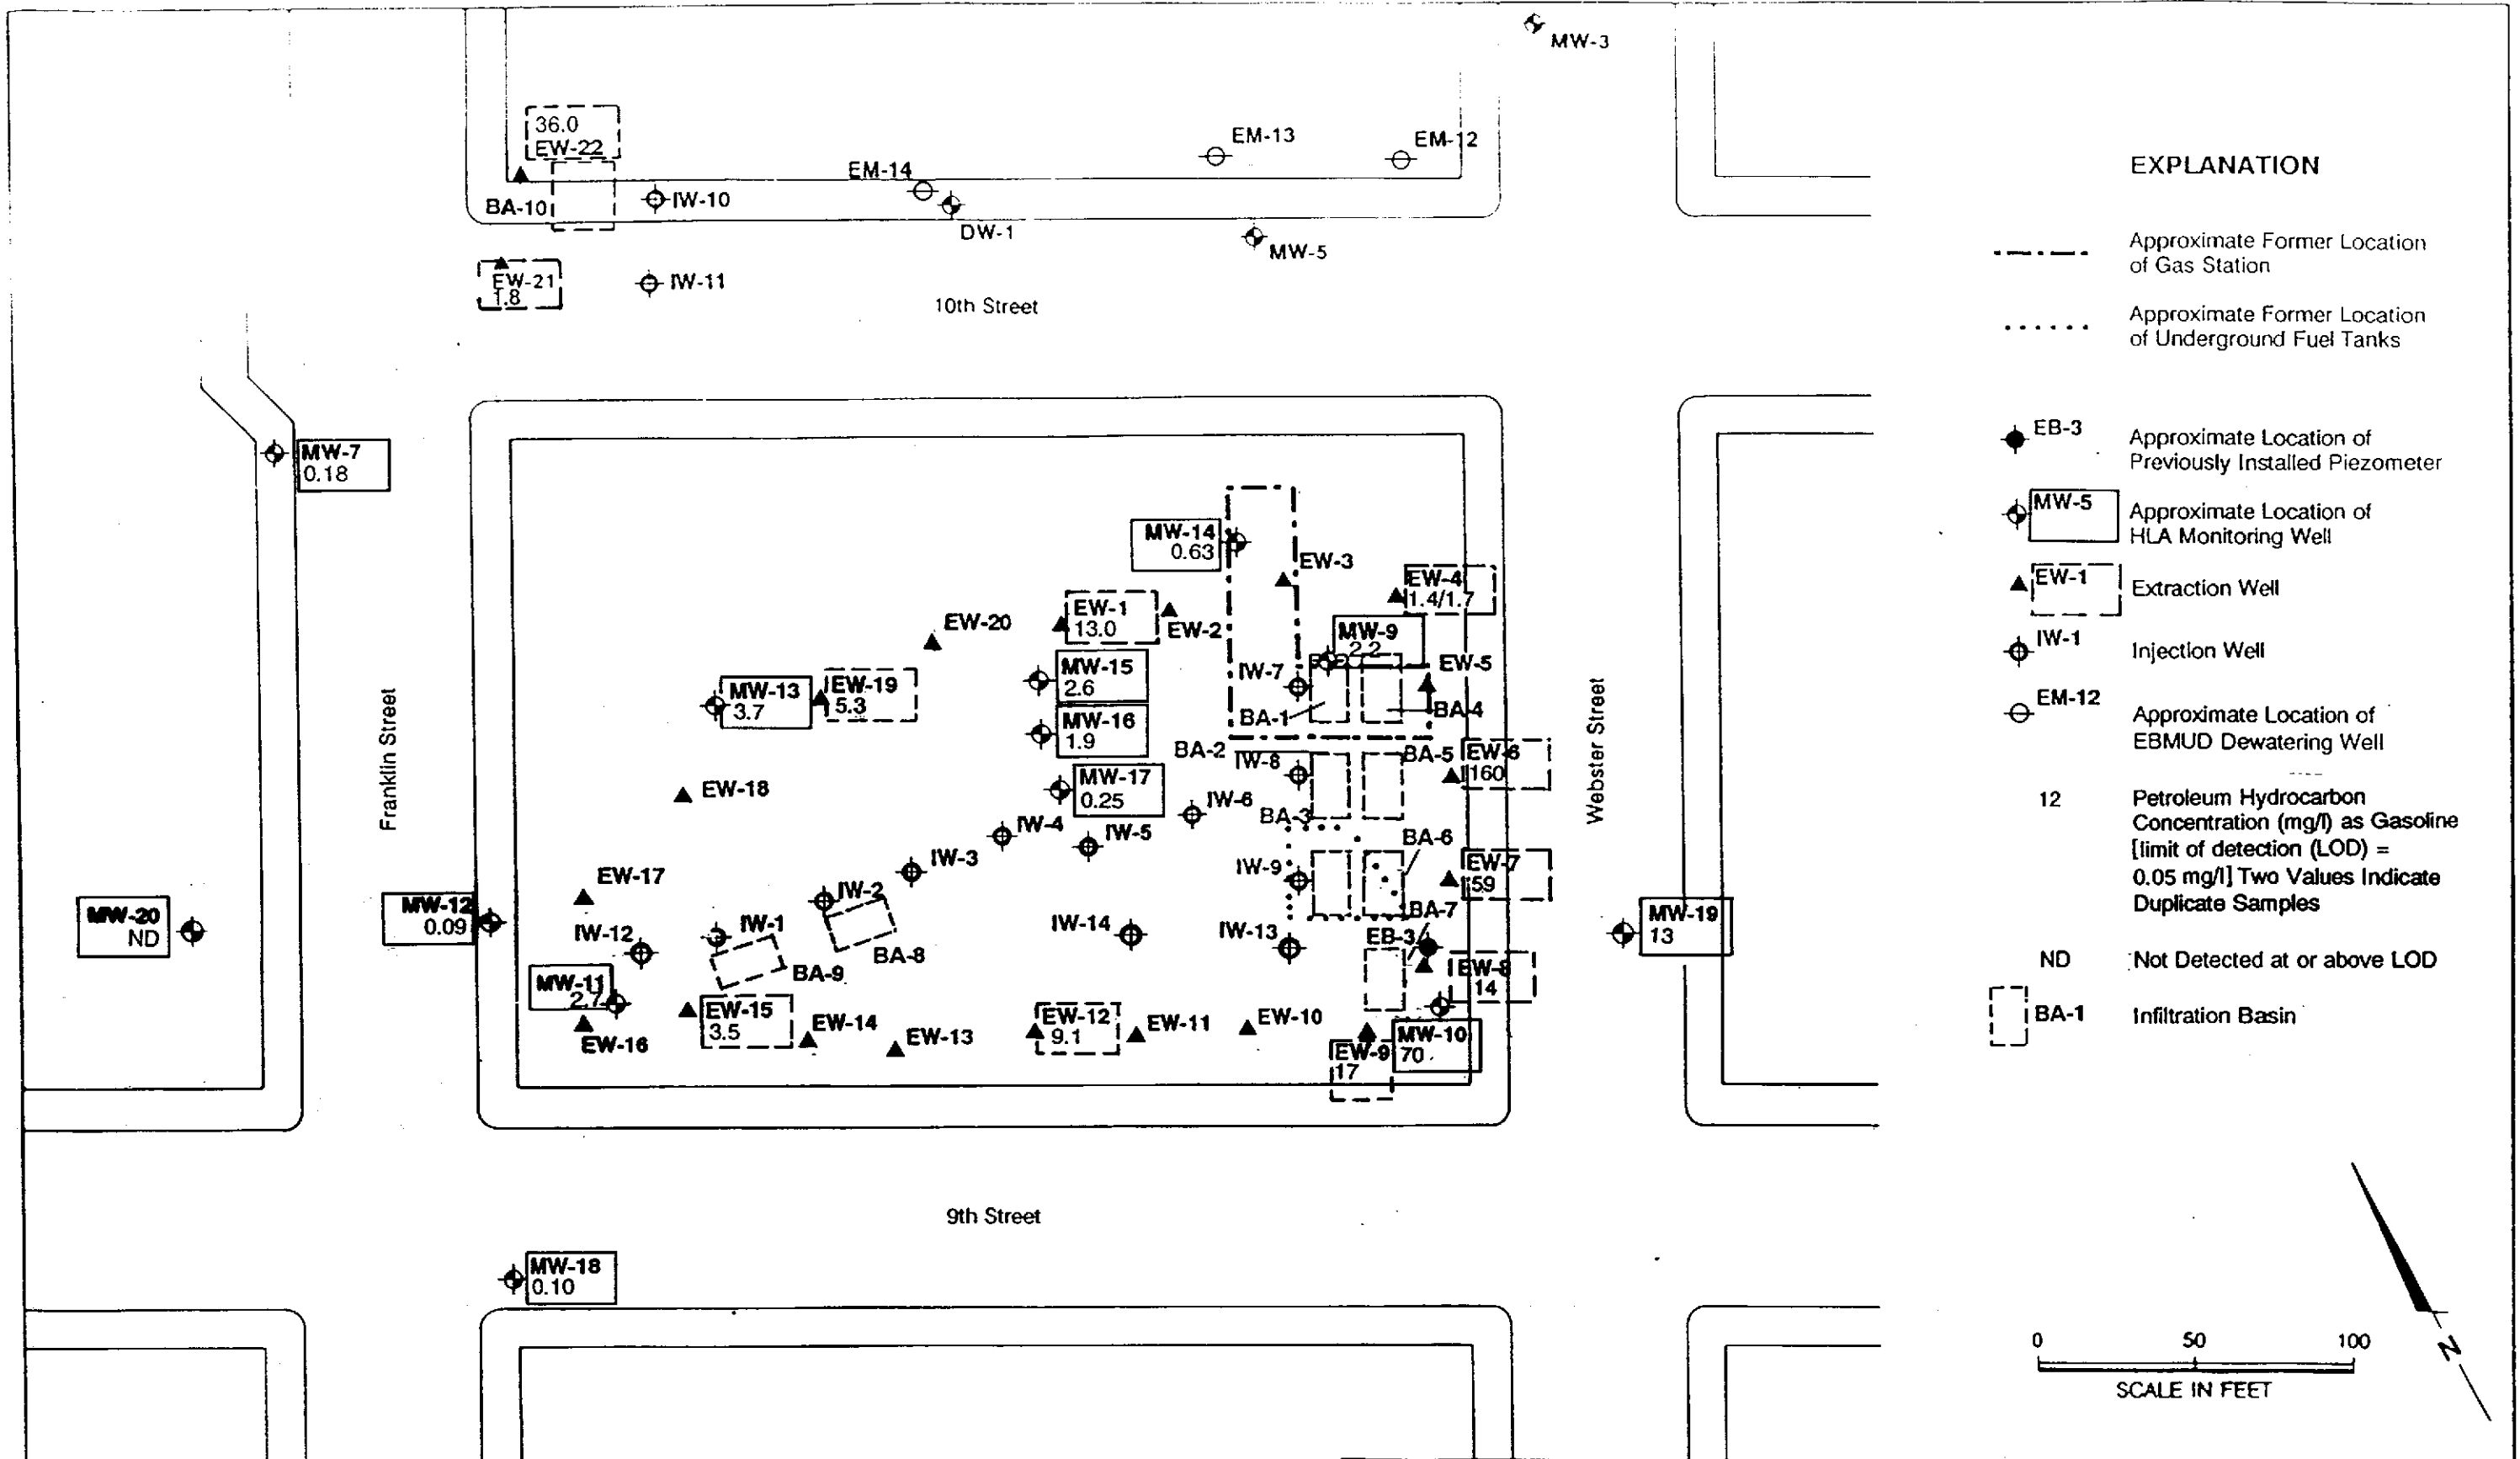 MW-3
36.0
EW-22
EM-13
EM-12
EM-14
BA-10
IW-10
DW-1
MW-5
EW-21
1.8
IW-11
10th Street
MW-7
0.18
MW-14
0.63
EW-3
EW-4
1.4/1.7
EW-1
13.0
EW-2
EW-20
MW-9
2.2
MW-15
2.6
IW-7
EW-5
MW-13
3.7
EW-19
5.3
BA-1
BA-4
MW-16
1.9
Franklin Street
Webster Street
BA-2
BA-5
EW-6
160
IW-8
MW-17
0.25
EW-18
IW-6
BA-3
IW-4
IW-5
BA-6
IW-3
IW-9
EW-7
59
EW-17
IW-2
MW-20
ND
MW-12
0.09
BA-7
MW-19
13
IW-12
IW-1
IW-14
IW-13
EB-3
BA-8
BA-9
EW-8
14
MW-11
2.7
EW-15
3.5
EW-12
9.1
EW-16
EW-14
EW-13
EW-11
EW-10
EW-9
17
MW-10
70
9th Street
MW-18
0.10
EXPLANATION
Approximate Former Location
of Gas Station
Approximate Former Location
of Underground Fuel Tanks
EB-3
Approximate Location of
Previously Installed Piezometer
MW-5
Approximate Location of
HLA Monitoring Well
EW-1
Extraction Well
IW-1
Injection Well
EM-12
Approximate Location of
EBMUD Dewatering Well
12
Petroleum Hydrocarbon
Concentration (mg/l) as Gasoline
[limit of detection (LOD) =
0.05 mg/l] Two Values Indicate
Duplicate Samples
ND
Not Detected at or above LOD
BA-1
Infiltration Basin
N
0 50 100
SCALE IN FEET